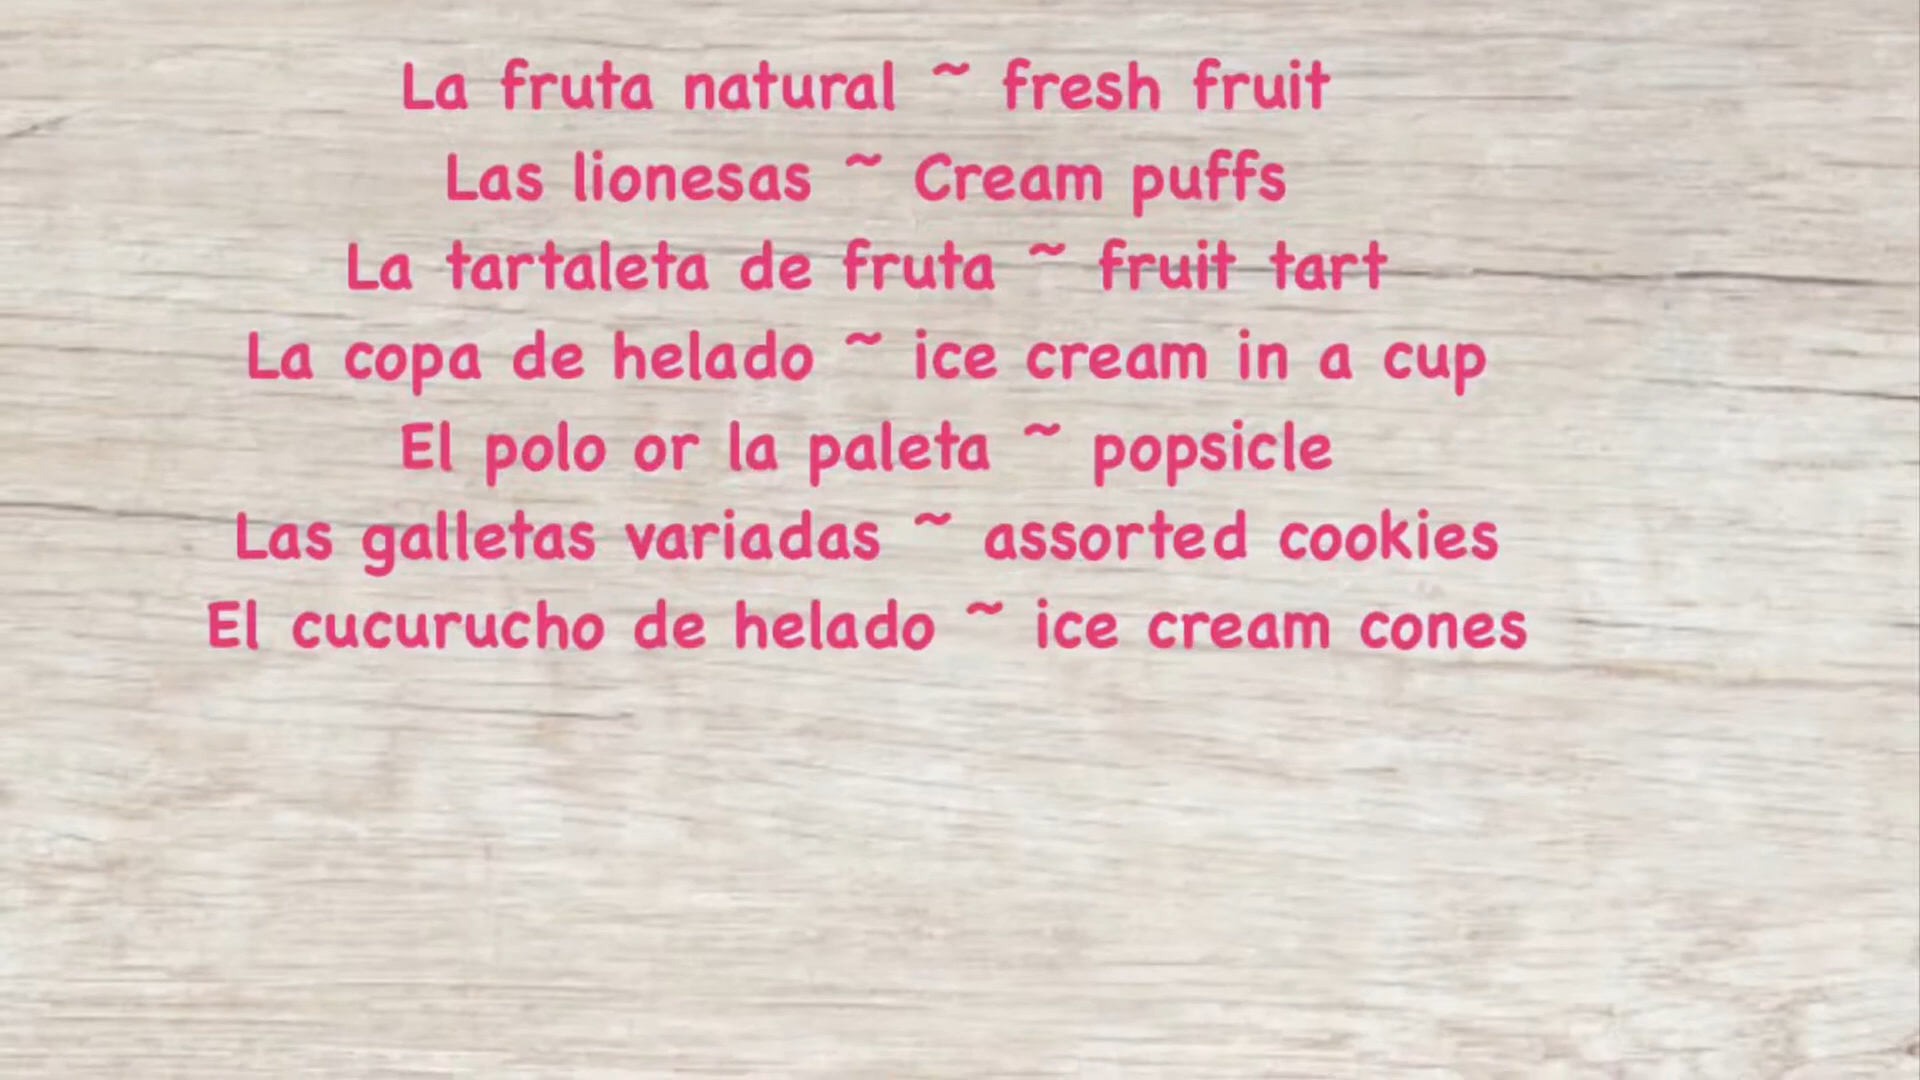 La fruta natural ~ fresh fruit
Las lionesas ~ Cream puffs
La tartaleta de fruta ~ fruit tart
La copa de helado ~ ice cream in a cup
El polo or la paleta ~ popsicle
Las galletas variadas ~ assorted cookies
El cucurucho de helado ~ ice cream cones